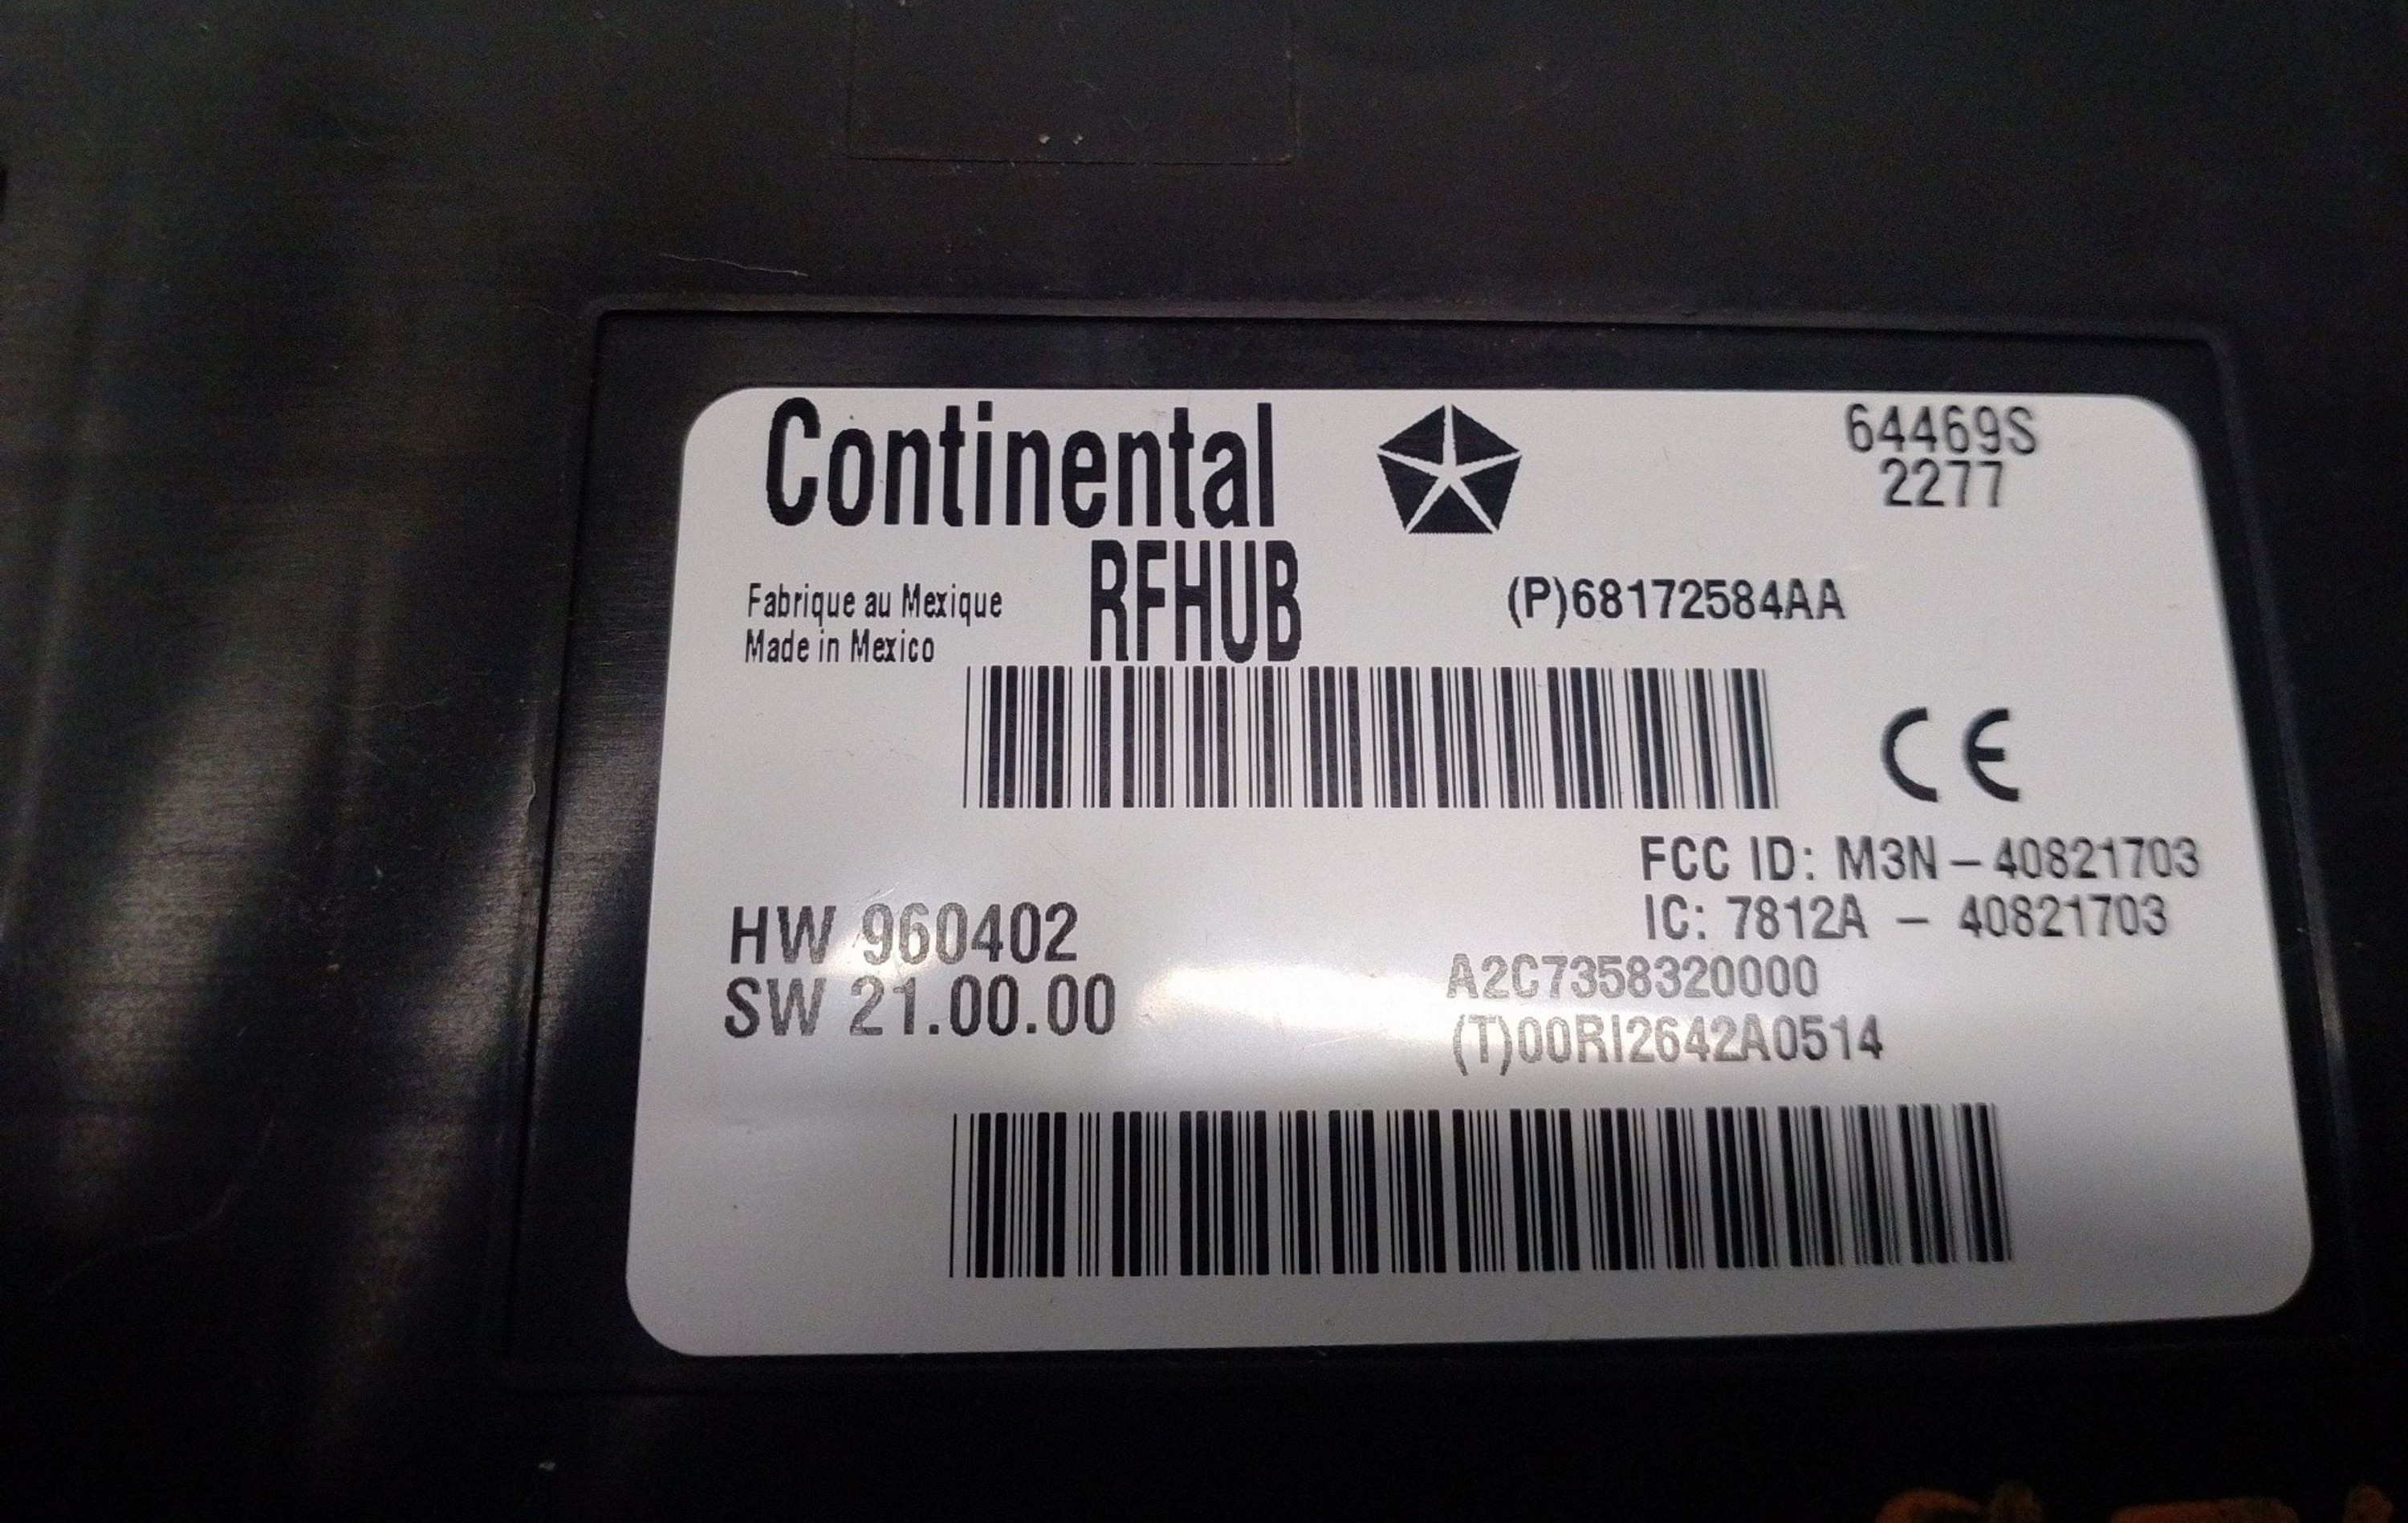 Continental
64469S
2277
RFHUB
Fabrique au Mexique
Made in Mexico
(P)68172584AA
CE
FCC ID: M3N-40821703
IC: 7812A - 40821703
HW 960402
SW 21.00.00
A2C7358320000
(T)00RI2642A0514